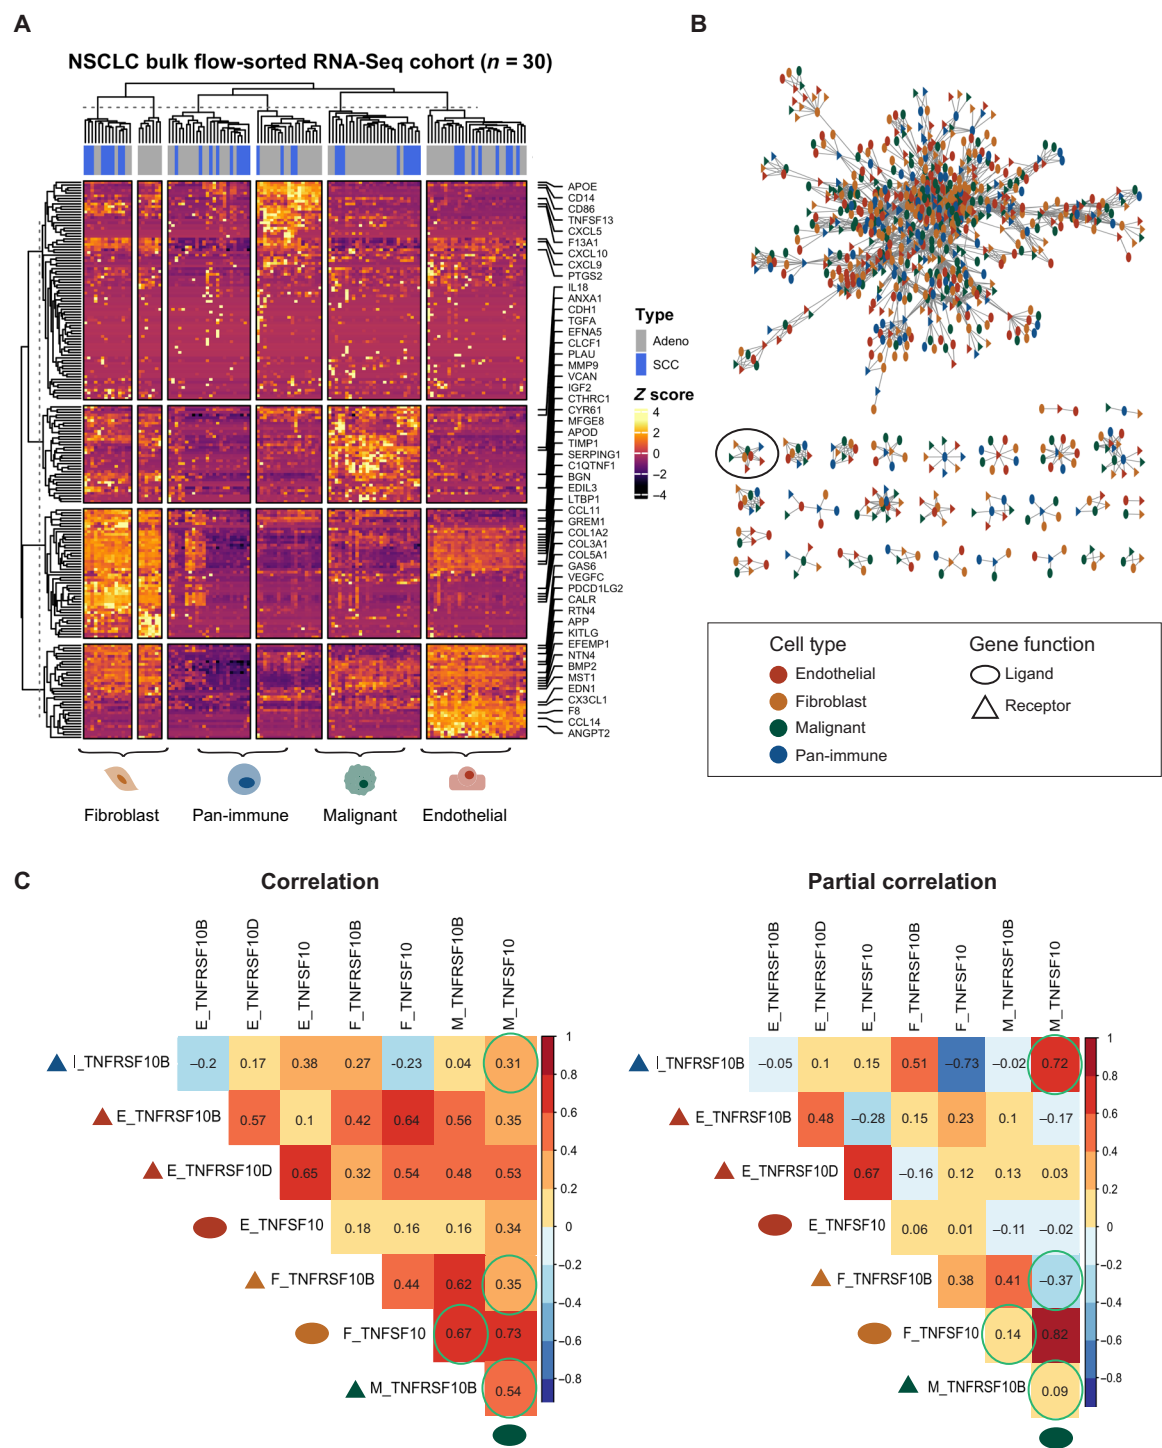 A
B
NSCLC bulk flow-sorted RNA-Seq cohort (n = 30)
APOE
CD14
CD86
TNFSF13
CXCL5
F13A1
CXCL10
CXCL9
PTGS2
IL18
ANXA1
CDH1
TGFA
EFNA5
CLCF1
PLAU
MMP9
VCAN
IGF2
CTHRC1
CYR61
MFGE8
APOD
TIMP1
SERPING1
C1QTNF1
BGN
EDIL3
LTBP1
CCL11
GREM1
COL1A2
COL3A1
COL5A1
GAS6
VEGFC
PDCD1LG2
CALR
RTN4
APP
KITLG
EFEMP1
NTN4
BMP2
MST1
EDN1
CX3CL1
F8
CCL14
ANGPT2
Type
Adeno
SCC
Z score
4
2
0
−2
−4
Fibroblast Pan-immune Malignant Endothelial
Cell type Gene function
Endothelial Ligand
Fibroblast Receptor
Malignant
Pan-immune
C
Correlation
E_TNFRSF10B E_TNFRSF10D E_TNFSF10 F_TNFRSF10B F_TNFSF10 M_TNFRSF10B M_TNFSF10
I_TNFRSF10B −0.2 0.17 0.38 0.27 −0.23 0.04 0.31
E_TNFRSF10B 0.57 0.1 0.42 0.64 0.56 0.35
E_TNFRSF10D 0.65 0.32 0.54 0.48 0.53
E_TNFSF10 0.18 0.16 0.16 0.34
F_TNFRSF10B 0.44 0.62 0.35
F_TNFSF10 0.67 0.73
M_TNFRSF10B 0.54
1
0.8
0.6
0.4
0.2
0
−0.2
−0.4
−0.6
−0.8
Partial correlation
E_TNFRSF10B E_TNFRSF10D E_TNFSF10 F_TNFRSF10B F_TNFSF10 M_TNFRSF10B M_TNFSF10
I_TNFRSF10B −0.05 0.1 0.15 0.51 −0.73 −0.02 0.72
E_TNFRSF10B 0.48 −0.28 0.15 0.23 0.1 −0.17
E_TNFRSF10D 0.67 −0.16 0.12 0.13 0.03
E_TNFSF10 0.06 0.01 −0.11 −0.02
F_TNFRSF10B 0.38 0.41 −0.37
F_TNFSF10 0.14 0.82
M_TNFRSF10B 0.09
1
0.8
0.6
0.4
0.2
0
−0.2
−0.4
−0.6
−0.8